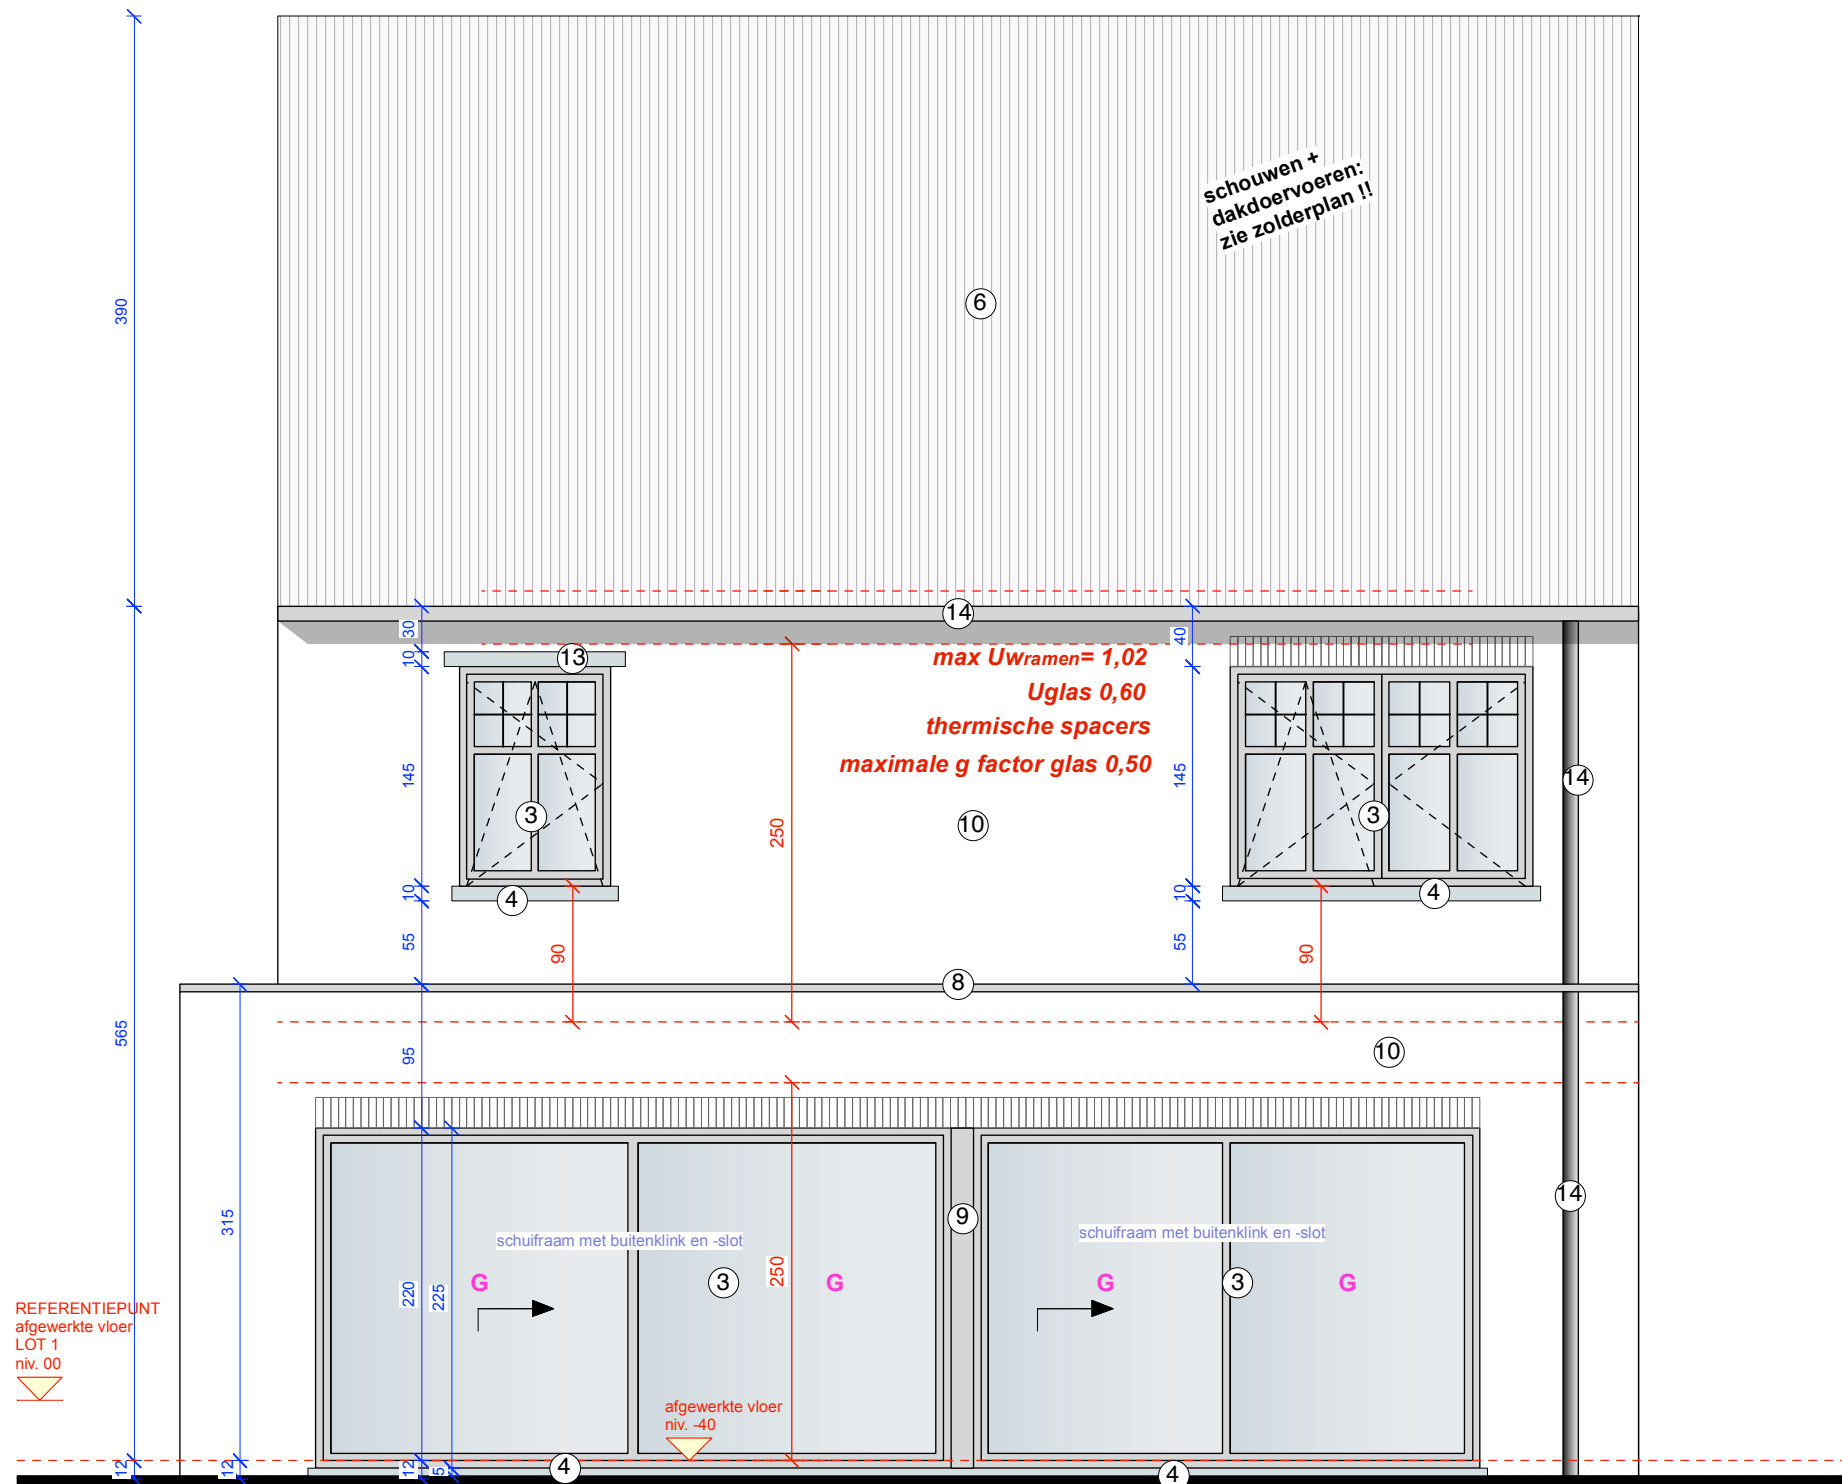 schouwen +
dakdoervoeren:
zie zolderplan !!
390
6
14
30
10
13
40
max Uwramen= 1,02
Uglas 0,60
thermische spacers
maximale g factor glas 0,50
145
145
14
3
3
250
10
10
4
10
4
55
90
55
90
8
565
95
10
315
14
9
schuifraam met buitenklink en -slot
schuifraam met buitenklink en -slot
220
225
G
3
250
G
G
3
G
REFERENTIEPUNT
afgewerkte vloer
LOT 1
niv. 00
afgewerkte vloer
niv. -40
12
12
12
5
4
4